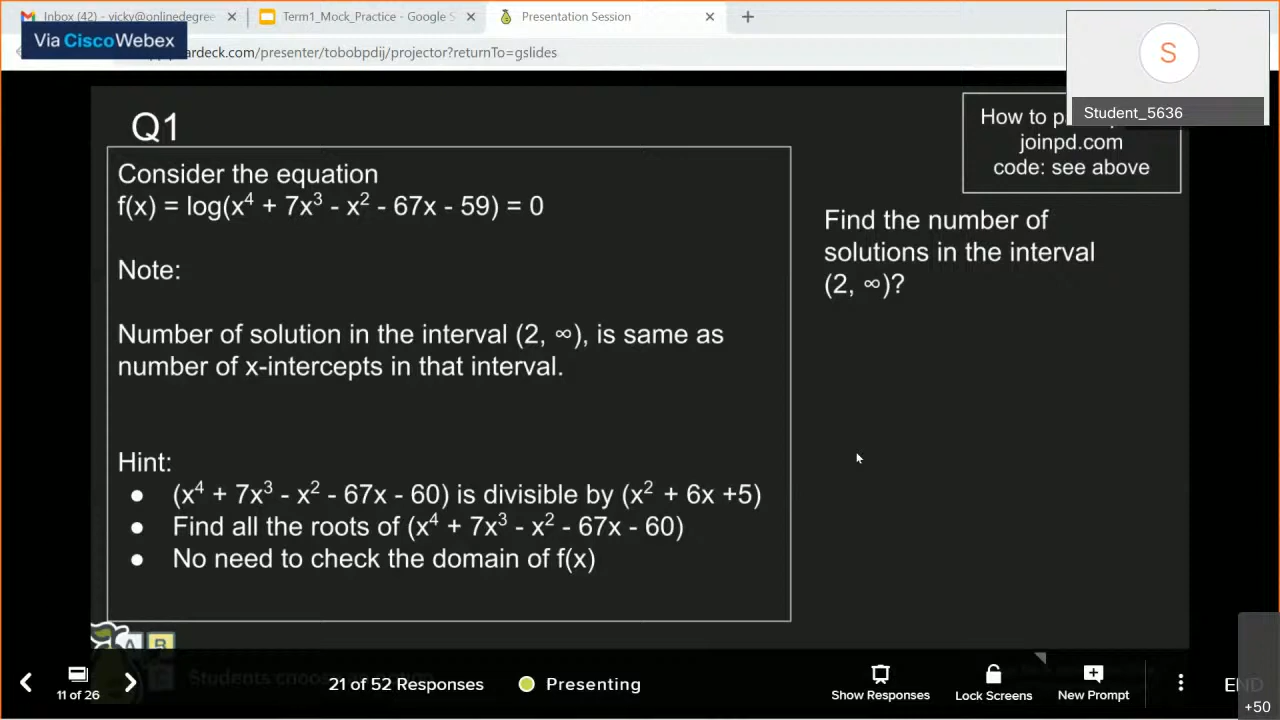 Inbox (42) - vicky@onlinedegree
Term1_Mock_Practice - Google S
Presentation Session
Via Cisco Webex
deck.com/presenter/tobobpdij/projector?returnTo=gslides
S
Student_5636
Q1
How to
joinpd.com
code: see above
Consider the equation
f(x) = log(x⁴ + 7x³ - x² - 67x - 59) = 0
Note:
Number of solution in the interval (2, ∞), is same as
number of x-intercepts in that interval.
Hint:
● (x⁴ + 7x³ - x² - 67x - 60) is divisible by (x² + 6x +5)
● Find all the roots of (x⁴ + 7x³ - x² - 67x - 60)
● No need to check the domain of f(x)
Find the number of
solutions in the interval
(2, ∞)?
A B
Students choose
11 of 26
21 of 52 Responses
Presenting
Show Responses
Lock Screens
New Prompt
END
+50